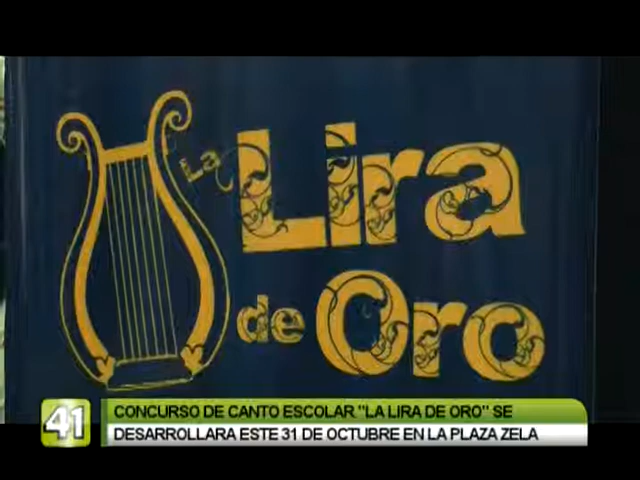 La Lira
de Oro
41
CONCURSO DE CANTO ESCOLAR "LA LIRA DE ORO" SE
DESARROLLARA ESTE 31 DE OCTUBRE EN LA PLAZA ZELA